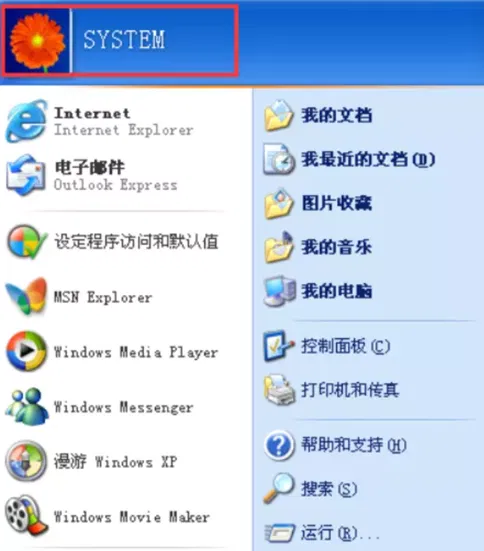 SYSTEM
Internet
Internet Explorer
电子邮件
Outlook Express
设定程序访问和默认值
MSN Explorer
Windows Media Player
Windows Messenger
漫游 Windows XP
Windows Movie Maker
我的文档
我最近的文档(D)
图片收藏
我的音乐
我的电脑
控制面板(C)
打印机和传真
帮助和支持(H)
搜索(S)
运行(R)...